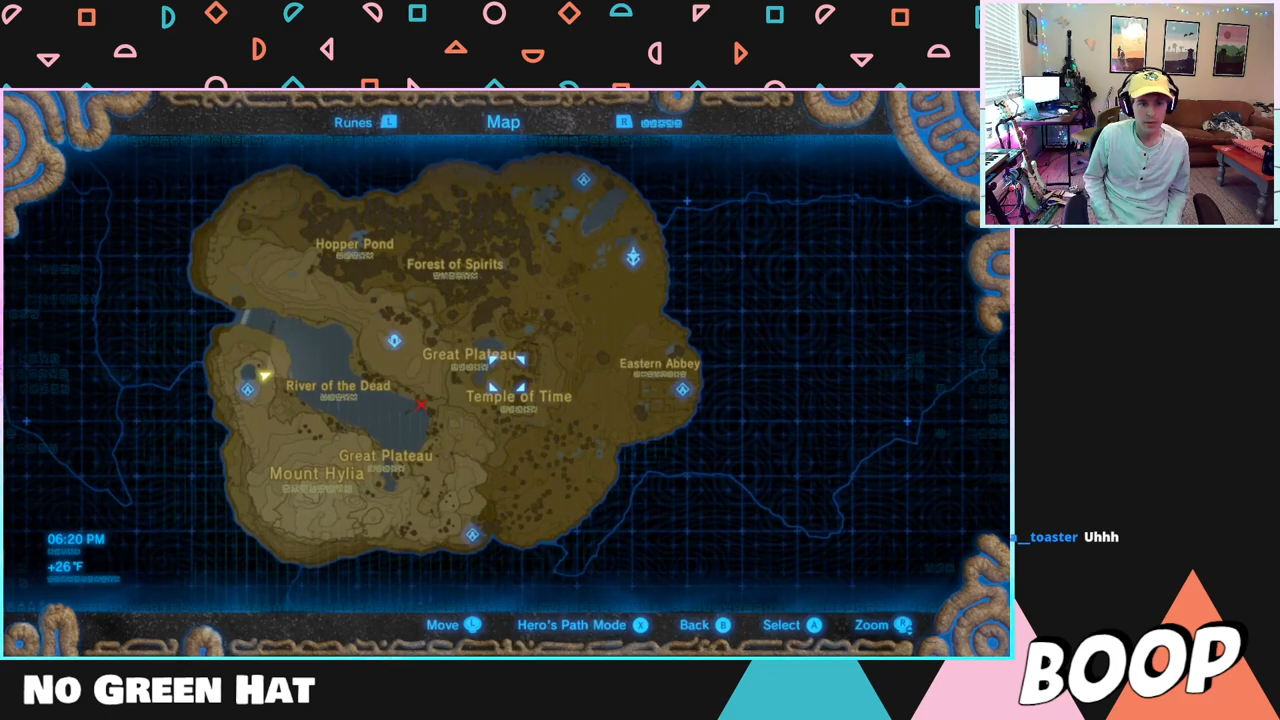 Runes L
Map
R
Hopper Pond
Forest of Spirits
Great Plateau
Eastern Abbey
River of the Dead
Temple of Time
Great Plateau
Mount Hylia
06:20 PM
+26°F
Move L
Hero's Path Mode X
Back B
Select A
Zoom R
_toaster Uhhh
No Green Hat
BOOP